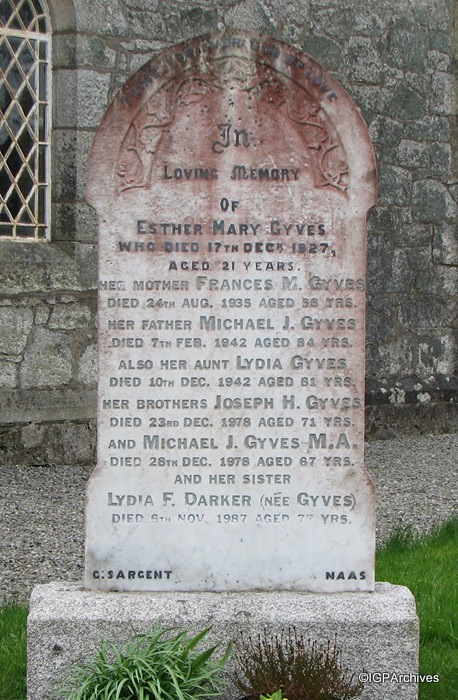 In
Loving Memory
Of
Esther Mary Gyves
who died 17th Decr 1927,
aged 21 years.
her mother Frances M. Gyves
died 24th Aug. 1935 aged 58 yrs.
her father Michael J. Gyves
died 7th Feb. 1942 aged 84 yrs.
also her aunt Lydia Gyves
died 10th Dec. 1942 aged 81 yrs.
her brothers Joseph H. Gyves
died 23rd Dec. 1978 aged 71 yrs.
and Michael J. Gyves M.A.
died 28th Dec. 1978 aged 67 yrs.
and her sister
Lydia F. Darker (née Gyves)
died 6th Nov. 1987 aged 77 yrs.
G. SARGENT NAAS
©IGPArchives